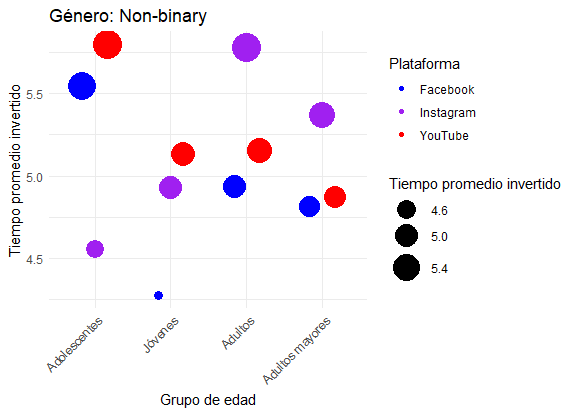 Género: Non-binary
Tiempo promedio invertido
5.5
5.0
4.5
Adolescentes
Jóvenes
Adultos
Adultos mayores
Grupo de edad
Plataforma
Facebook
Instagram
YouTube
Tiempo promedio invertido
4.6
5.0
5.4